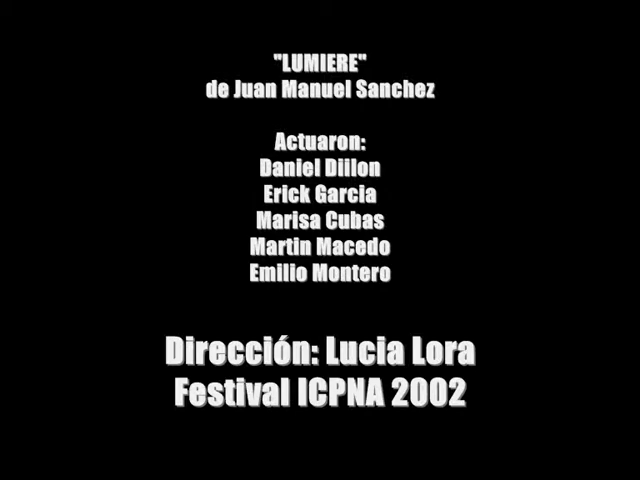 "LUMIERE"
de Juan Manuel Sanchez
Actuaron:
Daniel Diilon
Erick Garcia
Marisa Cubas
Martin Macedo
Emilio Montero
Dirección: Lucia Lora
Festival ICPNA 2002